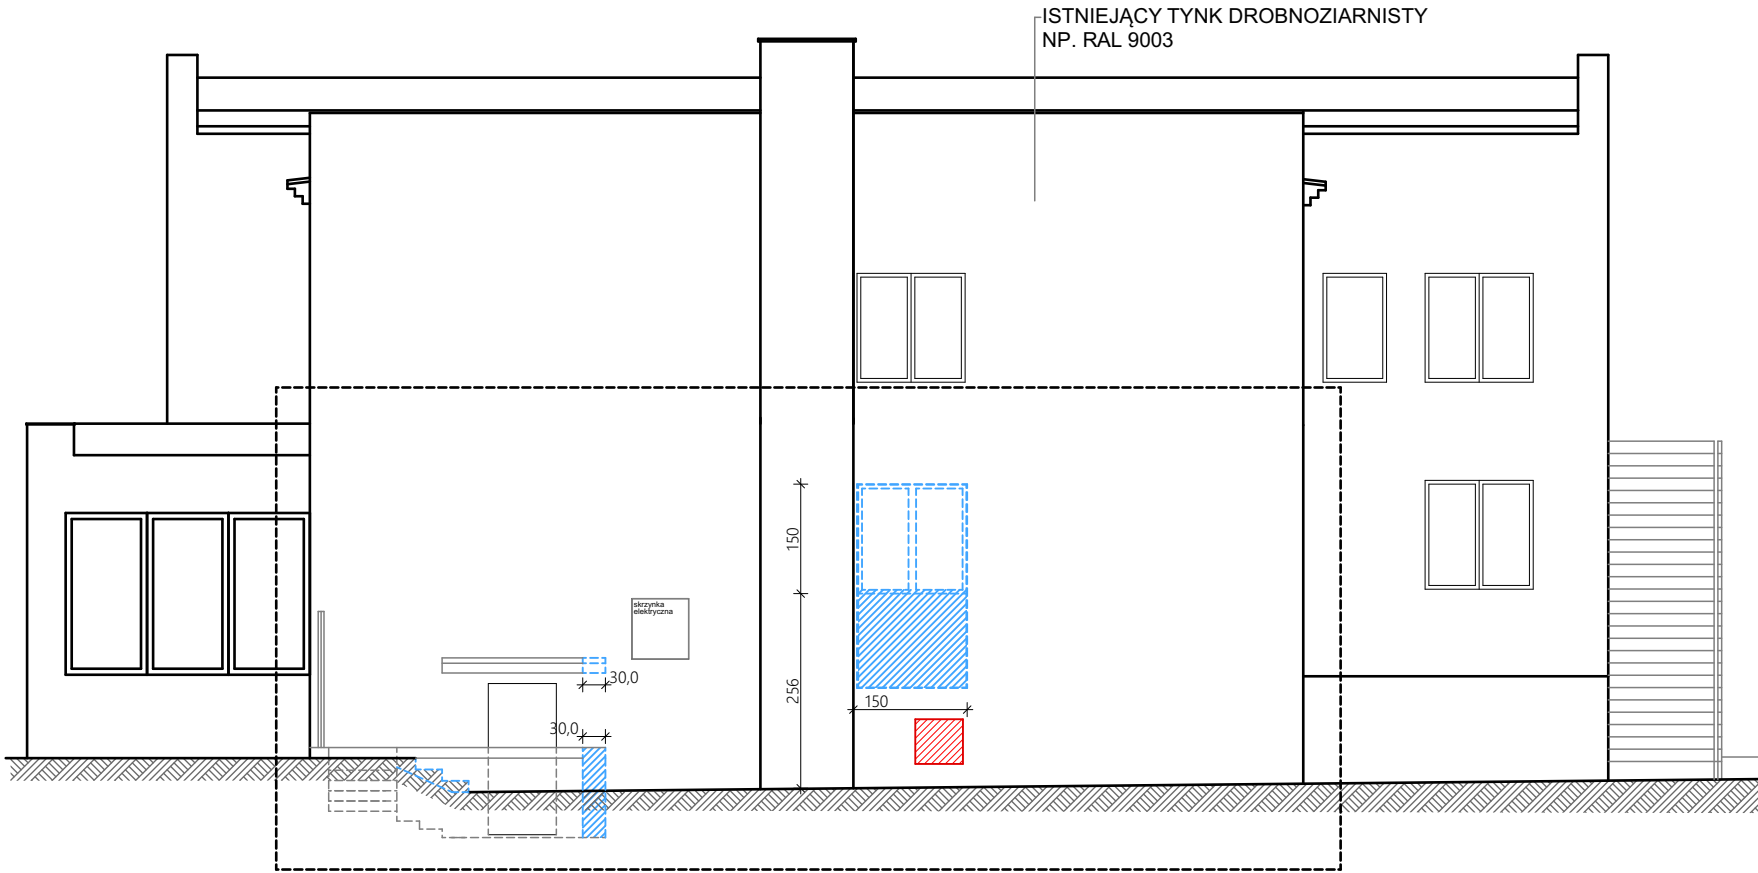 ISTNIEJĄCY TYNK DROBNOZIARNISTY
NP. RAL 9003
150
skrzynka
elektryczna
30,0
256
150
30,0